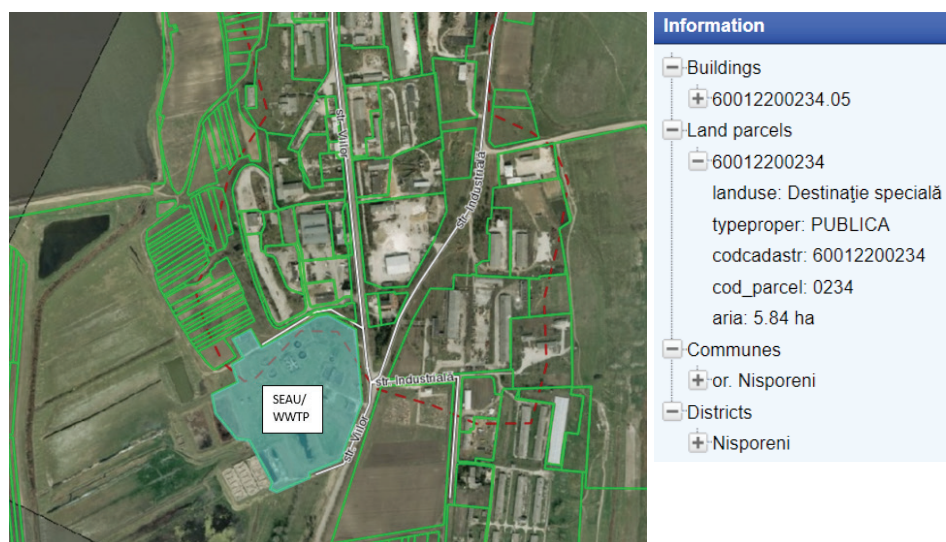 str. Viilor
str. Industrială
str. Industrială
str. Viilor
SEAU/
WWTP
Information
Buildings
60012200234.05
Land parcels
60012200234
landuse: Destinație specială
typeproper: PUBLICA
codcadastr: 60012200234
cod_parcel: 0234
aria: 5.84 ha
Communes
or. Nisporeni
Districts
Nisporeni